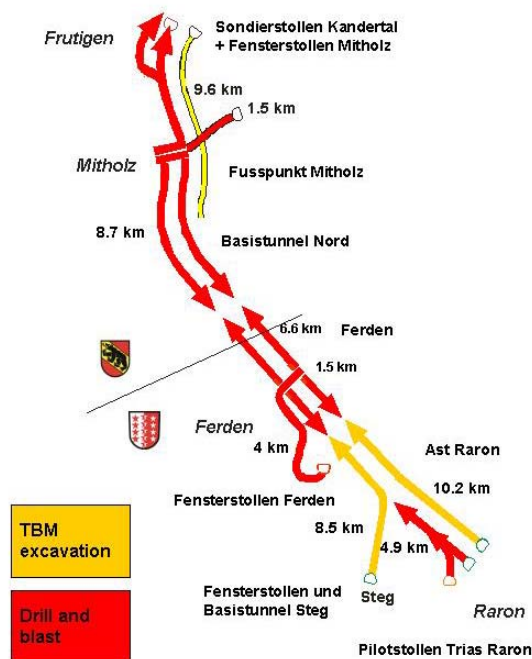 Frutigen
Sondierstollen Kandertal
+ Fensterstollen Mitholz
9.6 km
1.5 km
Mitholz
Fusspunkt Mitholz
8.7 km
Basistunnel Nord
6.6 km
Ferden
1.5 km
Ferden
4 km
Ast Raron
Fensterstollen Ferden
10.2 km
TBM
excavation
8.5 km
4.9 km
Fensterstollen und
Basistunnel Steg
Steg
Drill and
blast
Raron
Pilotstollen Trias Raron